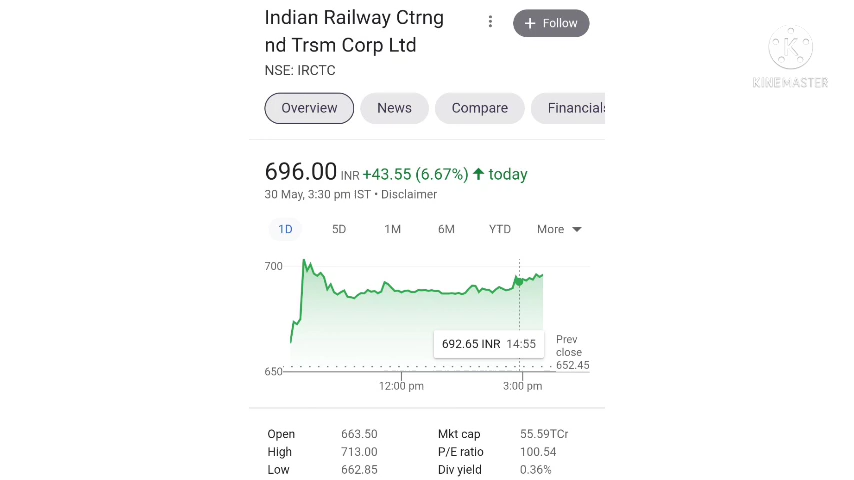 Indian Railway Ctrng
nd Trsm Corp Ltd
+ Follow
NSE: IRCTC
Overview News Compare Financials
696.00 INR +43.55 (6.67%) ↑ today
30 May, 3:30 pm IST • Disclaimer
1D 5D 1M 6M YTD More
700
692.65 INR 14:55
Prev
close
652.45
650
12:00 pm 3:00 pm
Open 663.50 Mkt cap 55.59TCr
High 713.00 P/E ratio 100.54
Low 662.85 Div yield 0.36%
K
KINEMASTER